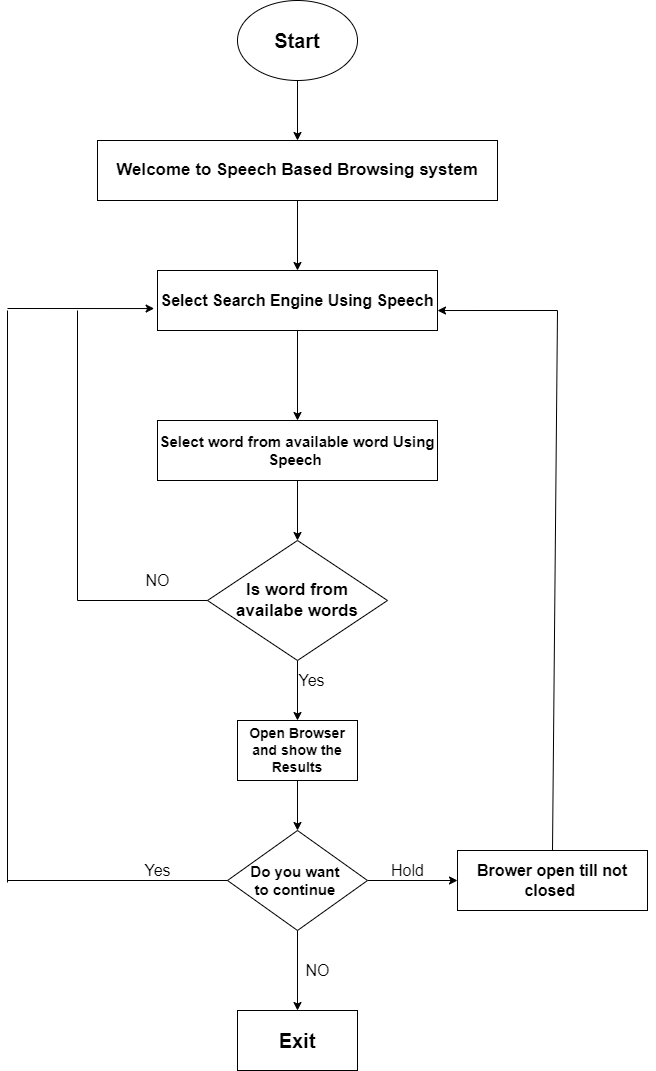 Start
Welcome to Speech Based Browsing system
Select Search Engine Using Speech
Select word from available word Using
Speech
NO
Is word from
availabe words
Yes
Open Browser
and show the
Results
Yes
Do you want
to continue
Hold
Brower open till not
closed
NO
Exit